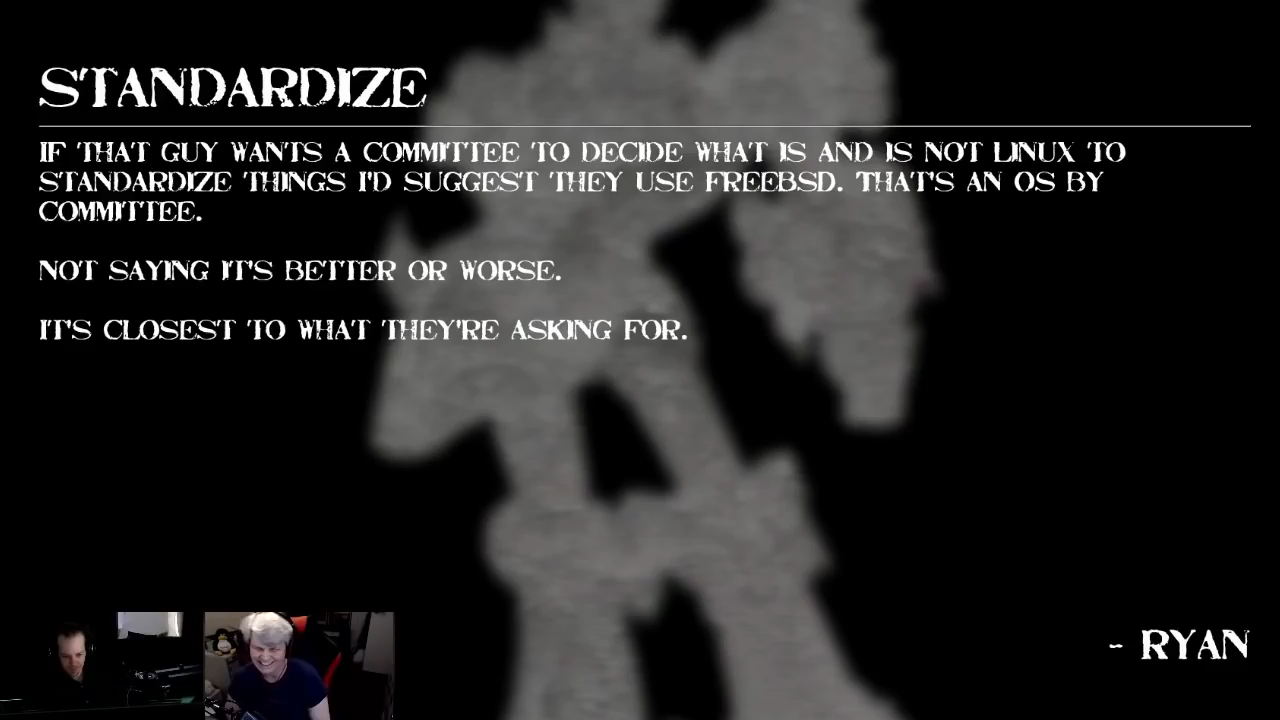 STANDARDIZE
IF THAT GUY WANTS A COMMITTEE TO DECIDE WHAT IS AND IS NOT LINUX TO
STANDARDIZE THINGS I'D SUGGEST THEY USE FREEBSD. THAT'S AN OS BY
COMMITTEE.
NOT SAYING IT'S BETTER OR WORSE.
IT'S CLOSEST TO WHAT THEY'RE ASKING FOR.
- RYAN